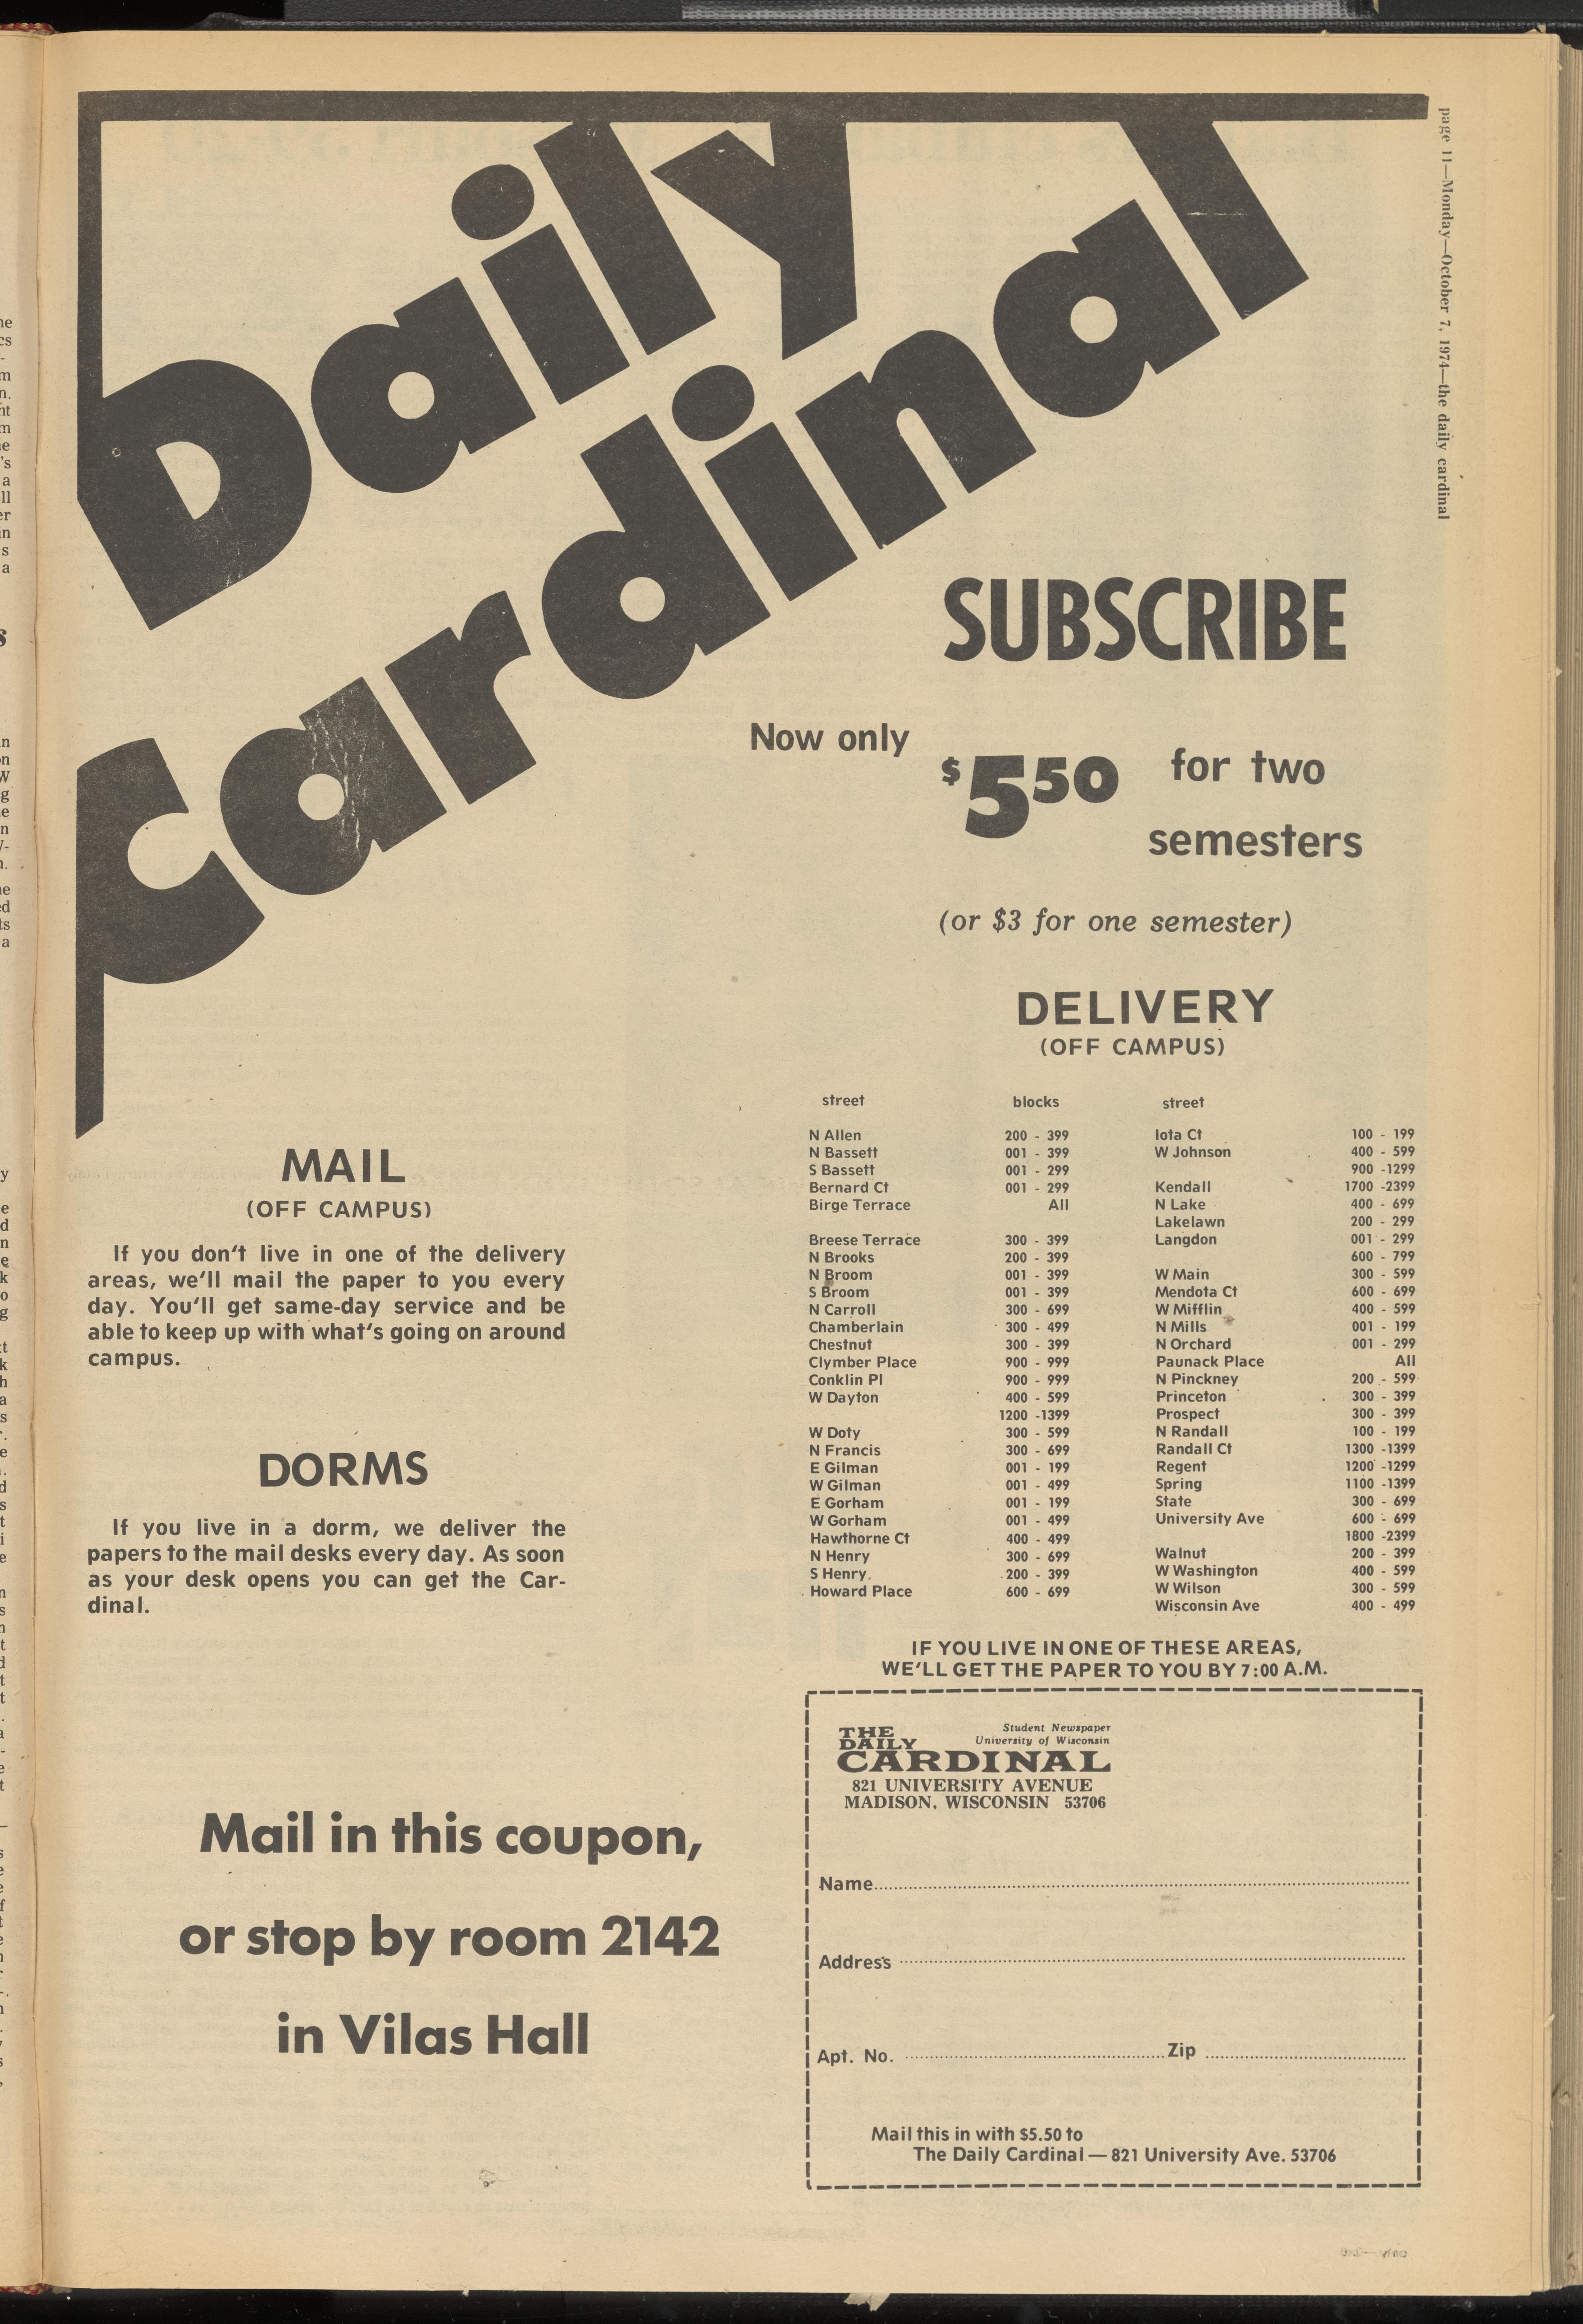 page 11—Monday—October 7, 1974—the daily cardinal
Daily
Cardinal
SUBSCRIBE
Now only
$5.50 for two
semesters
(or $3 for one semester)
DELIVERY
(OFF CAMPUS)
street blocks street
N Allen 200 - 399 Iota Ct 100 - 199
N Bassett 001 - 399 W Johnson 400 - 599
S Bassett 001 - 299 900 -1299
Bernard Ct 001 - 299 Kendall 1700 -2399
Birge Terrace All N Lake 400 - 699
Lakelawn 200 - 299
Breese Terrace 300 - 399 Langdon 001 - 299
N Brooks 200 - 399 600 - 799
N Broom 001 - 399 W Main 300 - 599
S Broom 001 - 399 Mendota Ct 600 - 699
N Carroll 300 - 699 W Mifflin 400 - 599
Chamberlain 300 - 499 N Mills 001 - 199
Chestnut 300 - 399 N Orchard 001 - 299
Clymber Place 900 - 999 Paunack Place All
Conklin Pl 900 - 999 N Pinckney 200 - 599
W Dayton 400 - 599 Princeton 300 - 399
1200 -1399 Prospect 300 - 399
W Doty 300 - 599 N Randall 100 - 199
N Francis 300 - 699 Randall Ct 1300 -1399
E Gilman 001 - 199 Regent 1200 -1299
W Gilman 001 - 499 Spring 1100 -1399
E Gorham 001 - 199 State 300 - 699
W Gorham 001 - 499 University Ave 600 - 699
Hawthorne Ct 400 - 499 1800 -2399
N Henry 300 - 699 Walnut 200 - 399
S Henry 200 - 399 W Washington 400 - 599
Howard Place 600 - 699 W Wilson 300 - 599
Wisconsin Ave 400 - 499
IF YOU LIVE IN ONE OF THESE AREAS,
WE'LL GET THE PAPER TO YOU BY 7:00 A.M.
MAIL
(OFF CAMPUS)
If you don't live in one of the delivery
areas, we'll mail the paper to you every
day. You'll get same-day service and be
able to keep up with what's going on around
campus.
DORMS
If you live in a dorm, we deliver the
papers to the mail desks every day. As soon
as your desk opens you can get the Car-
dinal.
Mail in this coupon,
or stop by room 2142
in Vilas Hall
THE
DAILY
CARDINAL
Student Newspaper
University of Wisconsin
821 UNIVERSITY AVENUE
MADISON, WISCONSIN 53706
Name
Address
Apt. No. Zip
Mail this in with $5.50 to
The Daily Cardinal — 821 University Ave. 53706